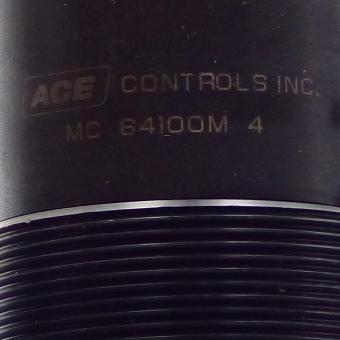 ACE CONTROLS INC.
MC 64100M 4